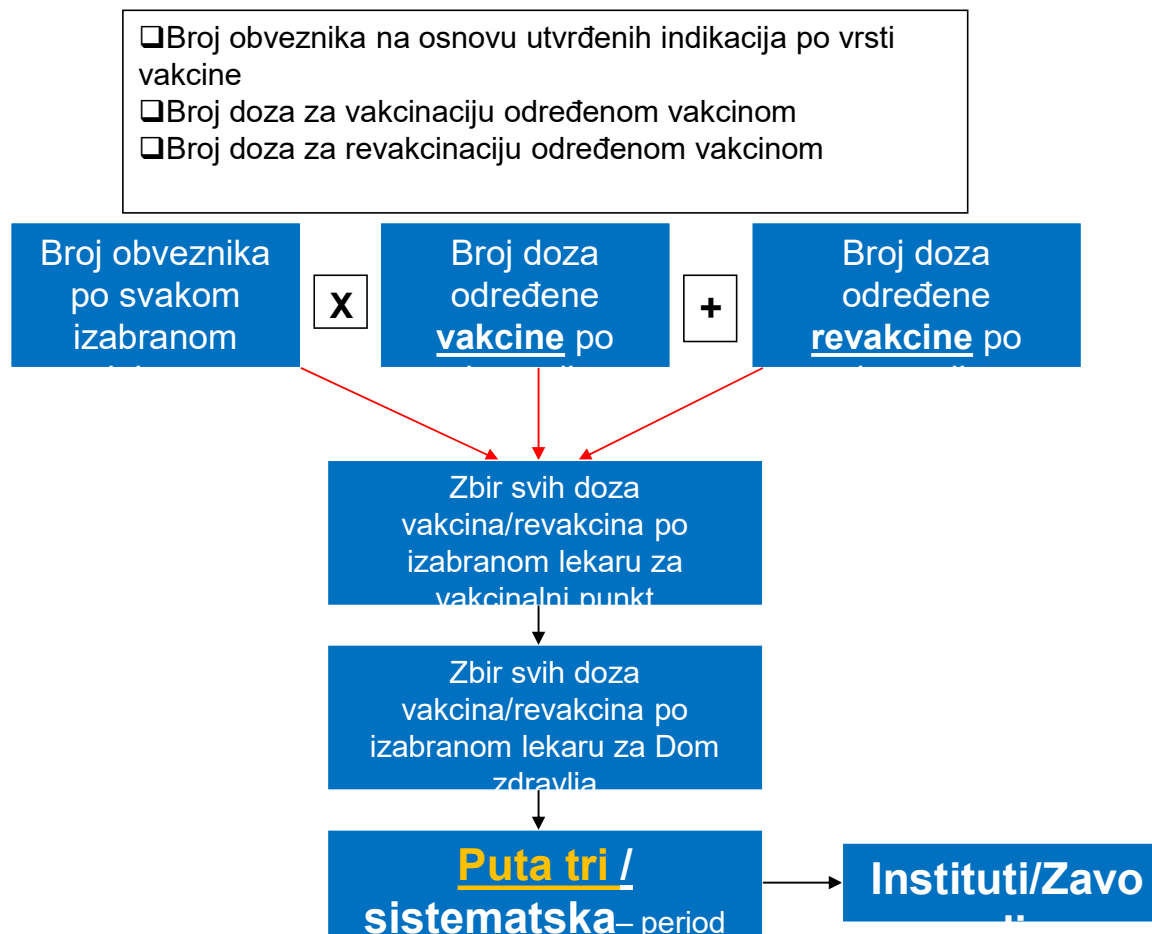 ❑Broj obveznika na osnovu utvrđenih indikacija po vrsti
vakcine
❑Broj doza za vakcinaciju određenom vakcinom
❑Broj doza za revakcinaciju određenom vakcinom
Broj obveznika
po svakom
izabranom
X
Broj doza
određene
vakcine po
+
Broj doza
određene
revakcine po
Zbir svih doza
vakcina/revakcina po
izabranom lekaru za
vakcinalni punkt
Zbir svih doza
vakcina/revakcina po
izabranom lekaru za Dom
zdravlja
Puta tri /
sistematska– period
Instituti/Zavo